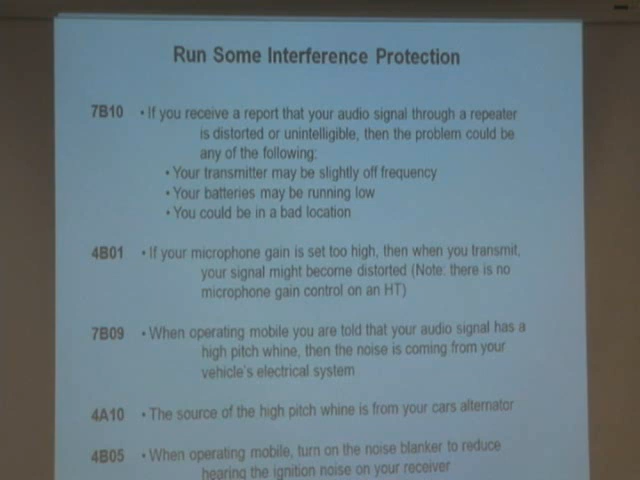 Run Some Interference Protection
7B10 • If you receive a report that your audio signal through a repeater
is distorted or unintelligible, then the problem could be
any of the following:
• Your transmitter may be slightly off frequency
• Your batteries may be running low
• You could be in a bad location
4B01 • If your microphone gain is set too high, then when you transmit,
your signal might become distorted (Note: there is no
microphone gain control on an HT)
7B09 • When operating mobile you are told that your audio signal has a
high pitch whine, then the noise is coming from your
vehicle's electrical system
4A10 • The source of the high pitch whine is from your cars alternator
4B05 • When operating mobile, turn on the noise blanker to reduce
hearing the ignition noise on your receiver